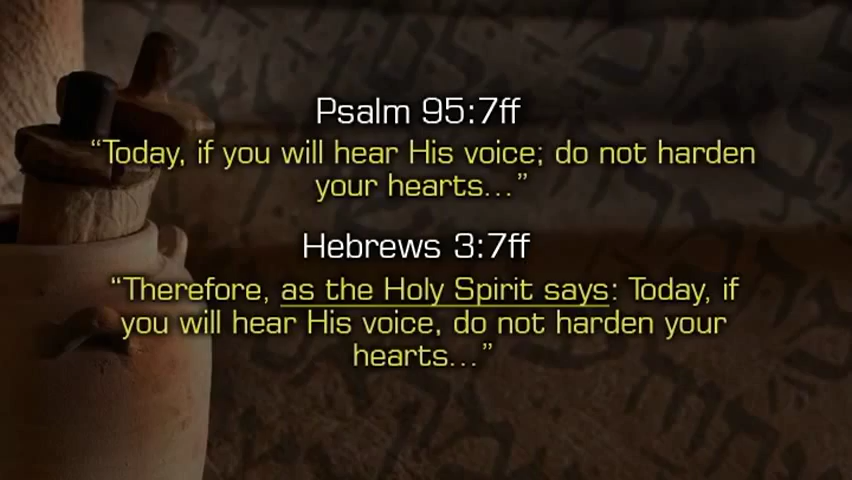 Psalm 95:7ff
“Today, if you will hear His voice; do not harden
your hearts…”
Hebrews 3:7ff
“Therefore, as the Holy Spirit says: Today, if
you will hear His voice, do not harden your
hearts…”